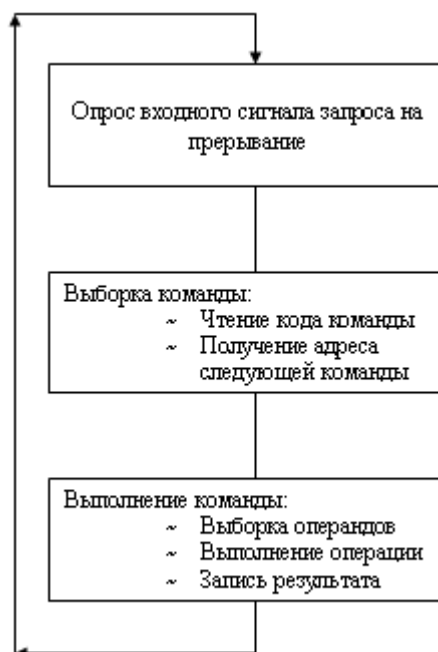 Опрос входного сигнала запроса на
прерывание
Выборка команды:
~ Чтение кода команды
~ Получение адреса
следующей команды
Выполнение команды:
~ Выборка операндов
~ Выполнение операции
~ Запись результата